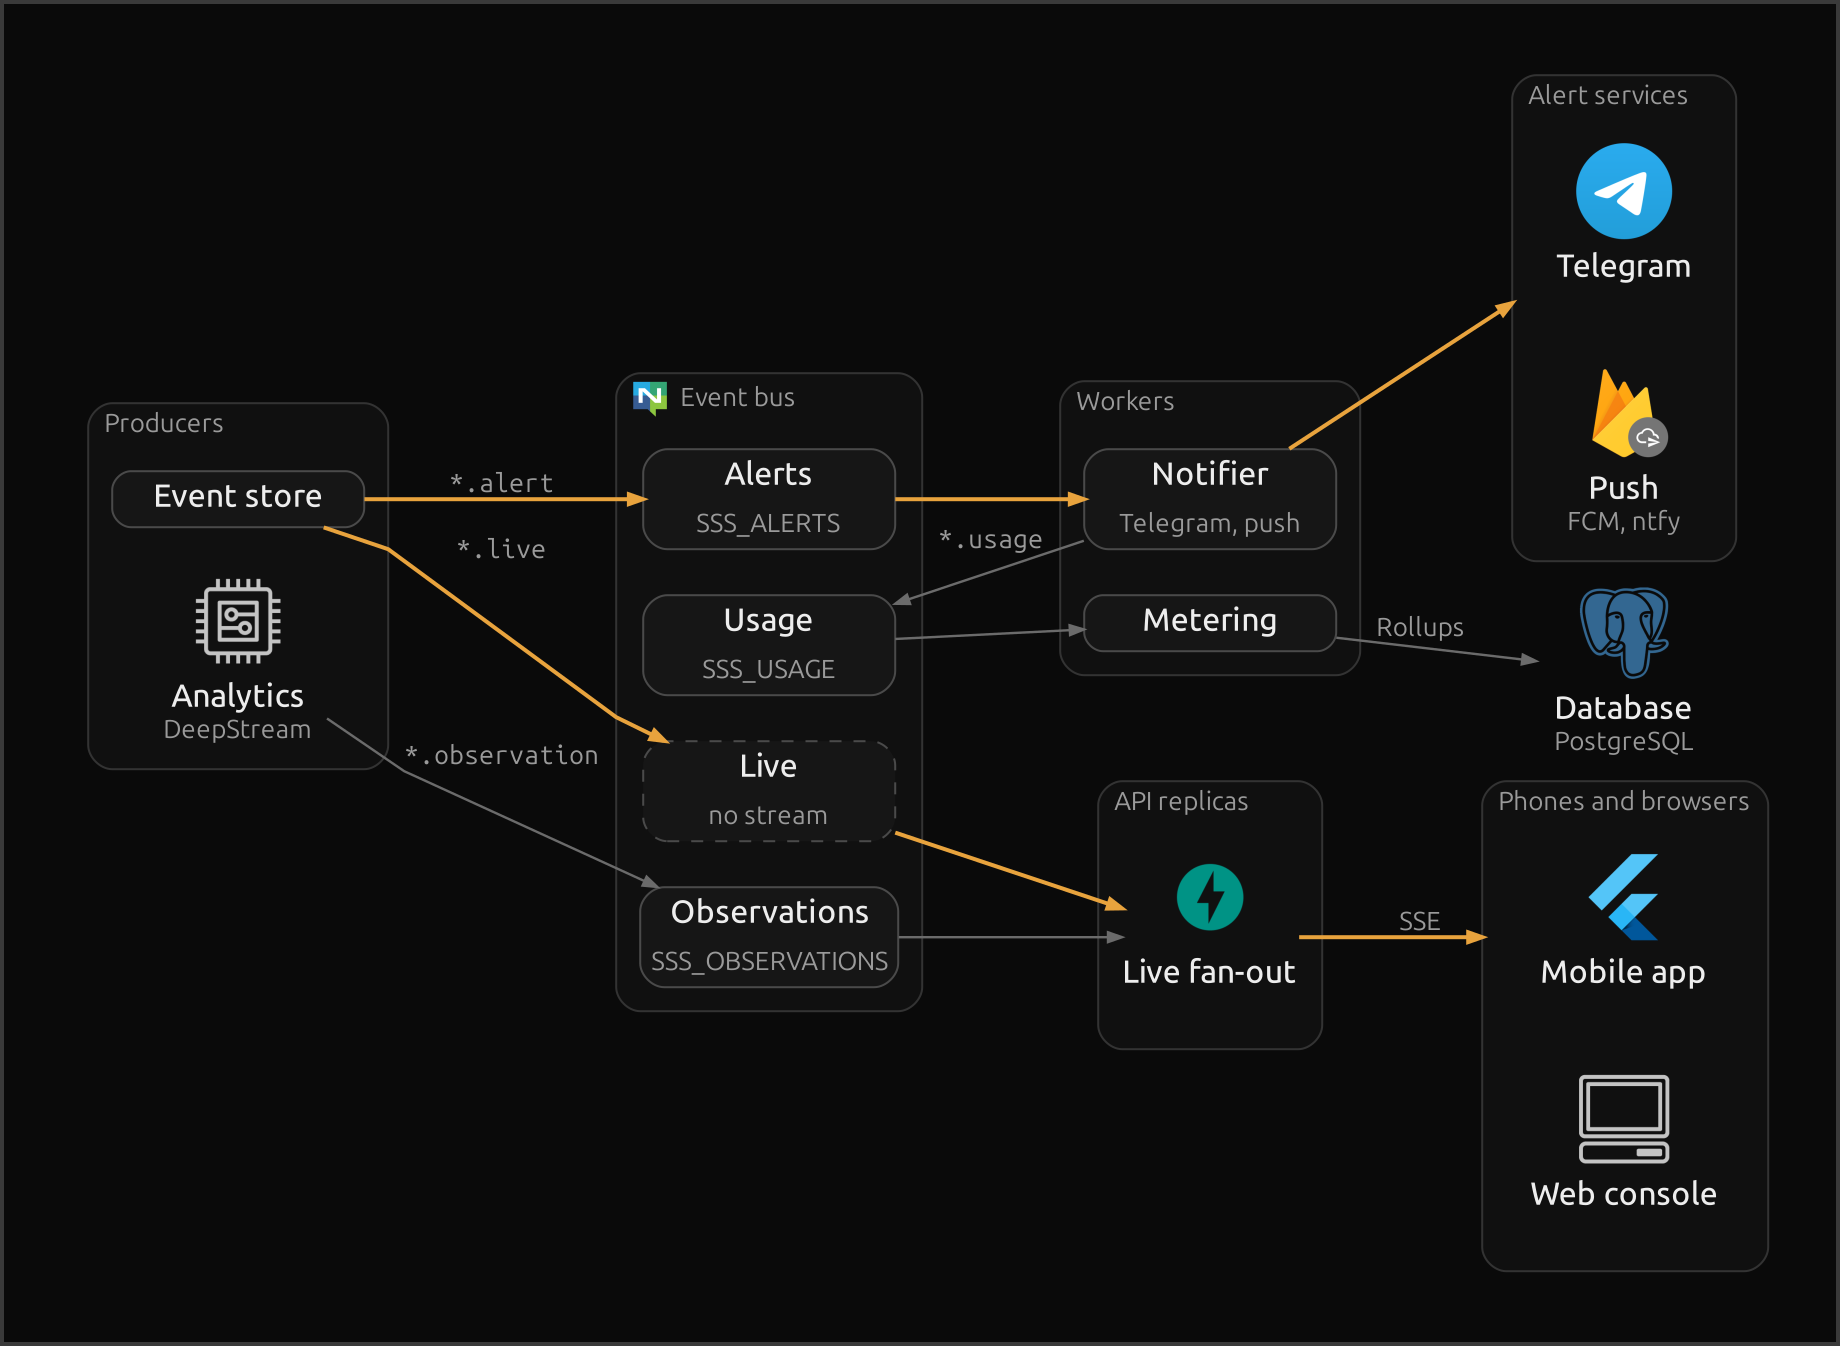 Alert services
Telegram
Push
FCM, ntfy
Producers
Event store
Analytics
DeepStream
*.alert
*.live
*.observation
Event bus
Alerts
SSS_ALERTS
Usage
SSS_USAGE
Live
no stream
Observations
SSS_OBSERVATIONS
*.usage
Workers
Notifier
Telegram, push
Metering
Rollups
Database
PostgreSQL
API replicas
Live fan-out
SSE
Phones and browsers
Mobile app
Web console